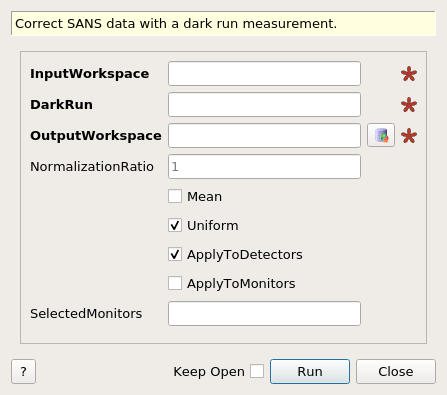 Correct SANS data with a dark run measurement.
InputWorkspace
DarkRun
OutputWorkspace
NormalizationRatio 1
Mean
Uniform
ApplyToDetectors
ApplyToMonitors
SelectedMonitors
? Keep Open Run Close